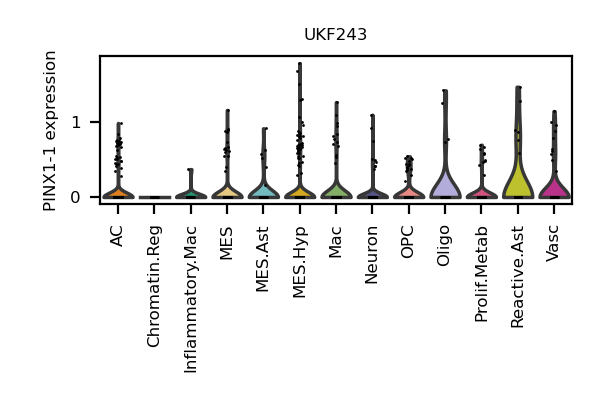 UKF243
PINX1-1 expression
1
0
AC
Chromatin.Reg
Inflammatory.Mac
MES
MES.Ast
MES.Hyp
Mac
Neuron
OPC
Oligo
Prolif.Metab
Reactive.Ast
Vasc